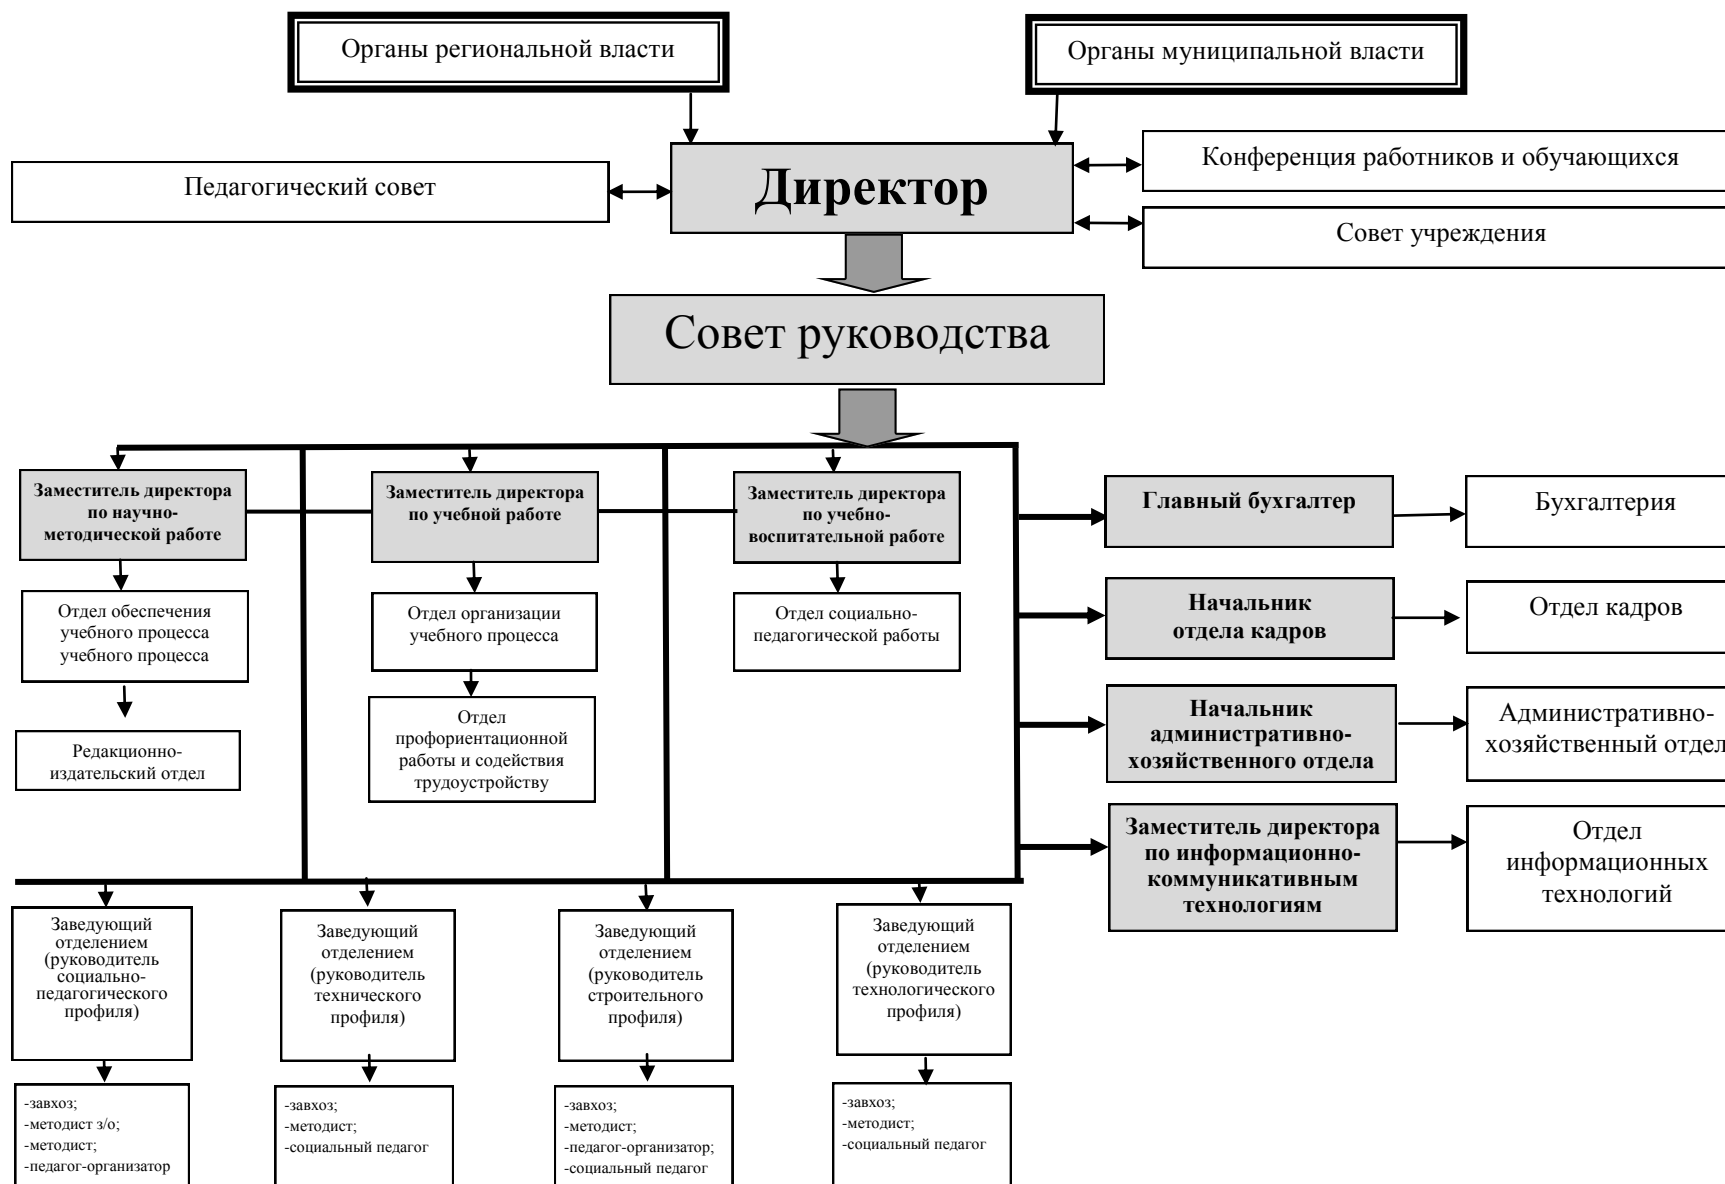 Органы региональной власти
Органы муниципальной власти
Директор
Педагогический совет
Конференция работников и обучающихся
Совет учреждения
Совет руководства
Заместитель директора
по научно-
методической работе
Заместитель директора
по учебной работе
Заместитель директора
по учебно-
воспитательной работе
Главный бухгалтер
Бухгалтерия
Отдел обеспечения
учебного процесса
учебного процесса
Отдел организации
учебного процесса
Отдел социально-
педагогической работы
Начальник
отдела кадров
Отдел кадров
Редакционно-
издательский отдел
Отдел
профориентационной
работы и содействия
трудоустройству
Начальник
административно-
хозяйственного отдела
Административно-
хозяйственный отдел
Заместитель директора
по информационно-
коммуникативным
технологиям
Отдел
информационных
технологий
Заведующий
отделением
(руководитель
социально-
педагогического
профиля)
Заведующий
отделением
(руководитель
технического
профиля)
Заведующий
отделением
(руководитель
строительного
профиля)
Заведующий
отделением
(руководитель
технологического
профиля)
-завхоз;
-методист з/о;
-методист;
-педагог-организатор
-завхоз;
-методист;
-социальный педагог
-завхоз;
-методист;
-педагог-организатор;
-социальный педагог
-завхоз;
-методист;
-социальный педагог